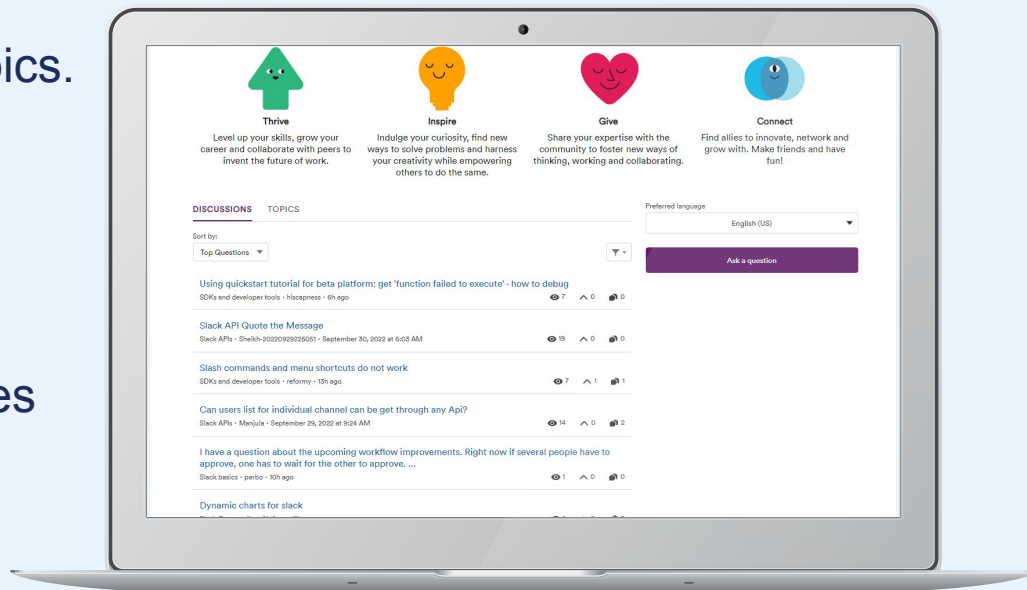 pics.
es
Thrive
Level up your skills, grow your
career and collaborate with peers to
invent the future of work.
Inspire
Indulge your curiosity, find new
ways to solve problems and harness
your creativity while empowering
others to do the same.
Give
Share your expertise with the
community to foster new ways of
thinking, working and collaborating.
Connect
Find allies to innovate, network and
grow with. Make friends and have
fun!
DISCUSSIONS TOPICS
Sort by:
Top Questions
Preferred language
English (US)
Ask a question
Using quickstart tutorial for beta platform: get 'function failed to execute' - how to debug
SDKs and developer tools • hlscapness • 6h ago 7 0 0
Slack API Quote the Message
Slack APIs • Sheikh-20220929225051 • September 30, 2022 at 6:03 AM 19 0 0
Slash commands and menu shortcuts do not work
SDKs and developer tools • reformy • 13h ago 7 1 1
Can users list for individual channel can be get through any Api?
Slack APIs • Manjula • September 29, 2022 at 9:24 AM 14 0 2
I have a question about the upcoming workflow improvements. Right now if several people have to
approve, one has to wait for the other to approve. ...
Slack basics • perbo • 10h ago 1 0 0
Dynamic charts for slack